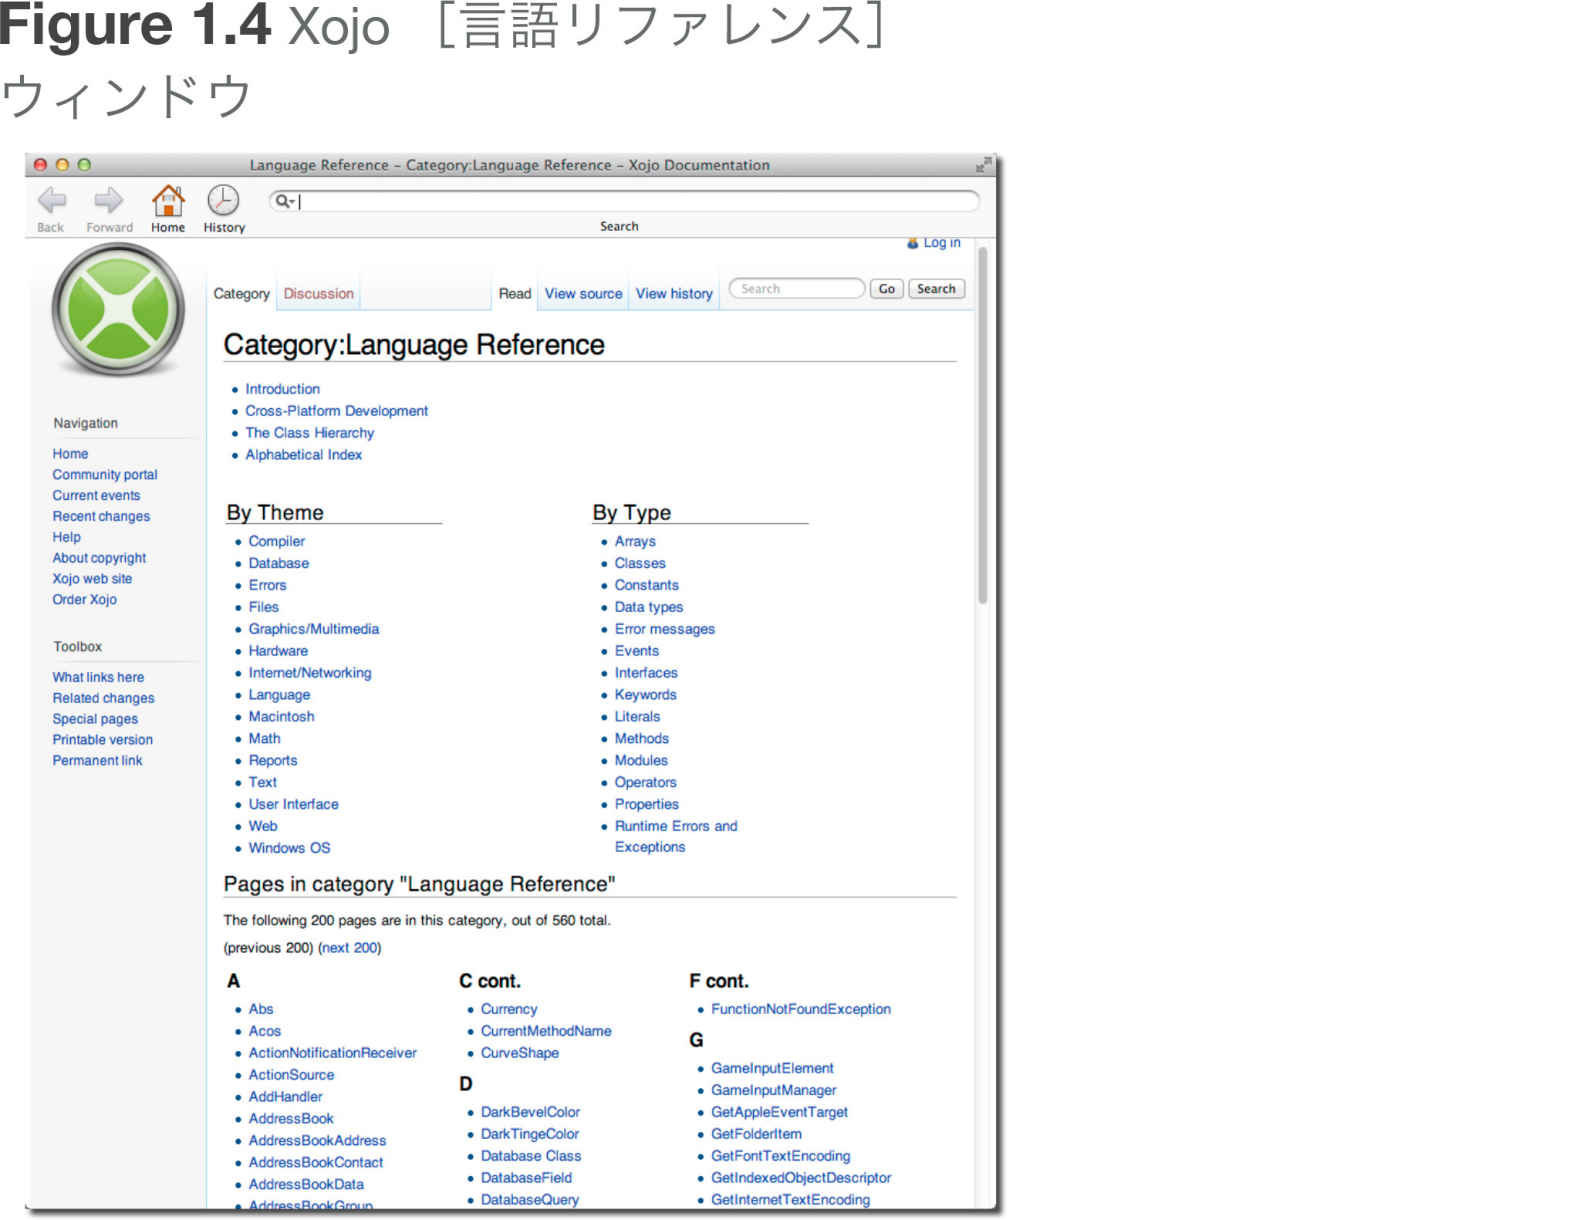 Figure 1.4 Xojo ［言語リファレンス］
ウィンドウ
Language Reference – Category:Language Reference – Xojo Documentation
Back Forward Home History Search
Log in
Category Discussion Read View source View history Search Go Search
Category:Language Reference
• Introduction
• Cross-Platform Development
• The Class Hierarchy
• Alphabetical Index
Navigation
Home
Community portal
Current events
Recent changes
Help
About copyright
Xojo web site
Order Xojo
Toolbox
What links here
Related changes
Special pages
Printable version
Permanent link
By Theme
• Compiler
• Database
• Errors
• Files
• Graphics/Multimedia
• Hardware
• Internet/Networking
• Language
• Macintosh
• Math
• Reports
• Text
• User Interface
• Web
• Windows OS
By Type
• Arrays
• Classes
• Constants
• Data types
• Error messages
• Events
• Interfaces
• Keywords
• Literals
• Methods
• Modules
• Operators
• Properties
• Runtime Errors and
Exceptions
Pages in category "Language Reference"
The following 200 pages are in this category, out of 560 total.
(previous 200) (next 200)
A
• Abs
• Acos
• ActionNotificationReceiver
• ActionSource
• AddHandler
• AddressBook
• AddressBookAddress
• AddressBookContact
• AddressBookData
• AddressBookGroup
C cont.
• Currency
• CurrentMethodName
• CurveShape
D
• DarkBevelColor
• DarkTingeColor
• Database Class
• DatabaseField
• DatabaseQuery
F cont.
• FunctionNotFoundException
G
• GameInputElement
• GameInputManager
• GetAppleEventTarget
• GetFolderItem
• GetFontTextEncoding
• GetIndexedObjectDescriptor
• GetInternetTextEncoding